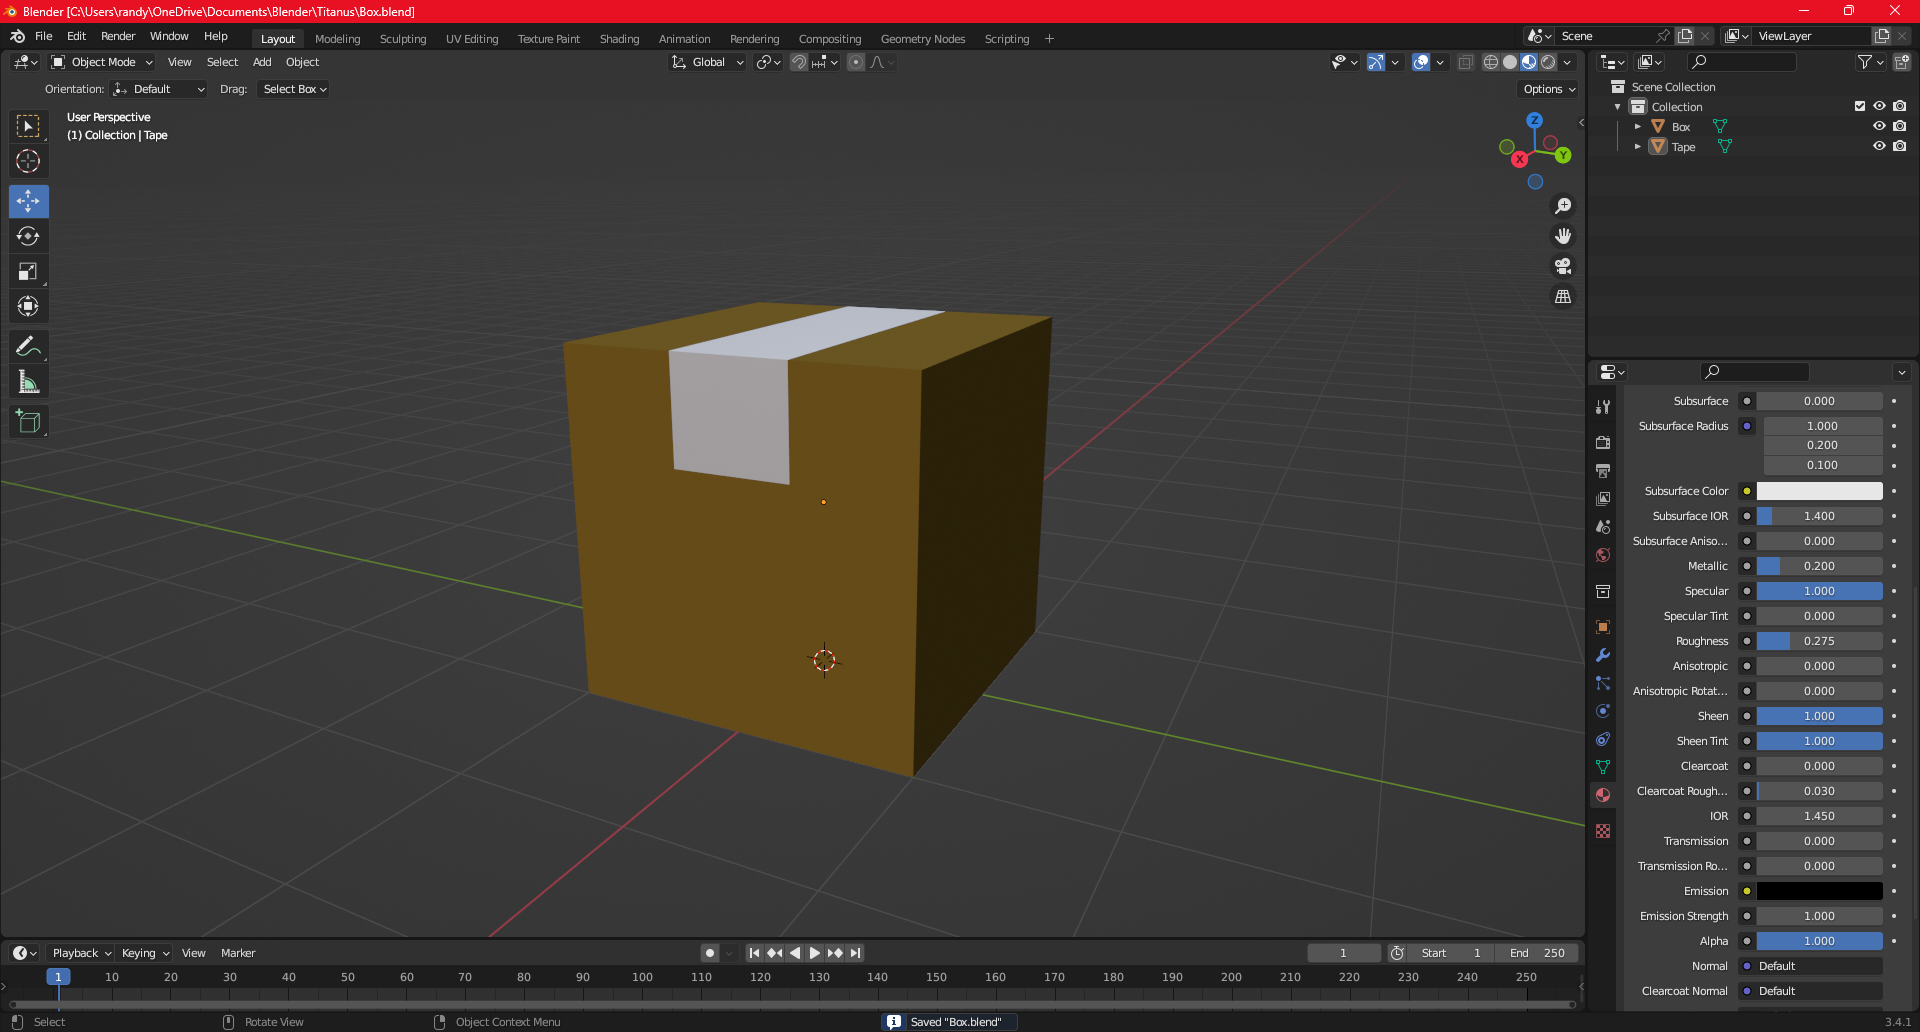 Blender [C:\Users\randy\OneDrive\Documents\Blender\Titanus\Box.blend]
File Edit Render Window Help Layout Modeling Sculpting UV Editing Texture Paint Shading Animation Rendering Compositing Geometry Nodes Scripting + Scene ViewLayer
Object Mode View Select Add Object Global
Orientation: Default Drag: Select Box Options
User Perspective
(1) Collection | Tape
Z
X
Y
Scene Collection
Collection
Box
Tape
Subsurface 0.000
Subsurface Radius 1.000
0.200
0.100
Subsurface Color
Subsurface IOR 1.400
Subsurface Aniso... 0.000
Metallic 0.200
Specular 1.000
Specular Tint 0.000
Roughness 0.275
Anisotropic 0.000
Anisotropic Rotat... 0.000
Sheen 1.000
Sheen Tint 1.000
Clearcoat 0.000
Clearcoat Rough... 0.030
IOR 1.450
Transmission 0.000
Transmission Ro... 0.000
Emission
Emission Strength 1.000
Alpha 1.000
Normal Default
Clearcoat Normal Default
Playback Keying View Marker 1 Start 1 End 250
1 10 20 30 40 50 60 70 80 90 100 110 120 130 140 150 160 170 180 190 200 210 220 230 240 250
Select Rotate View Object Context Menu Saved "Box.blend" 3.4.1